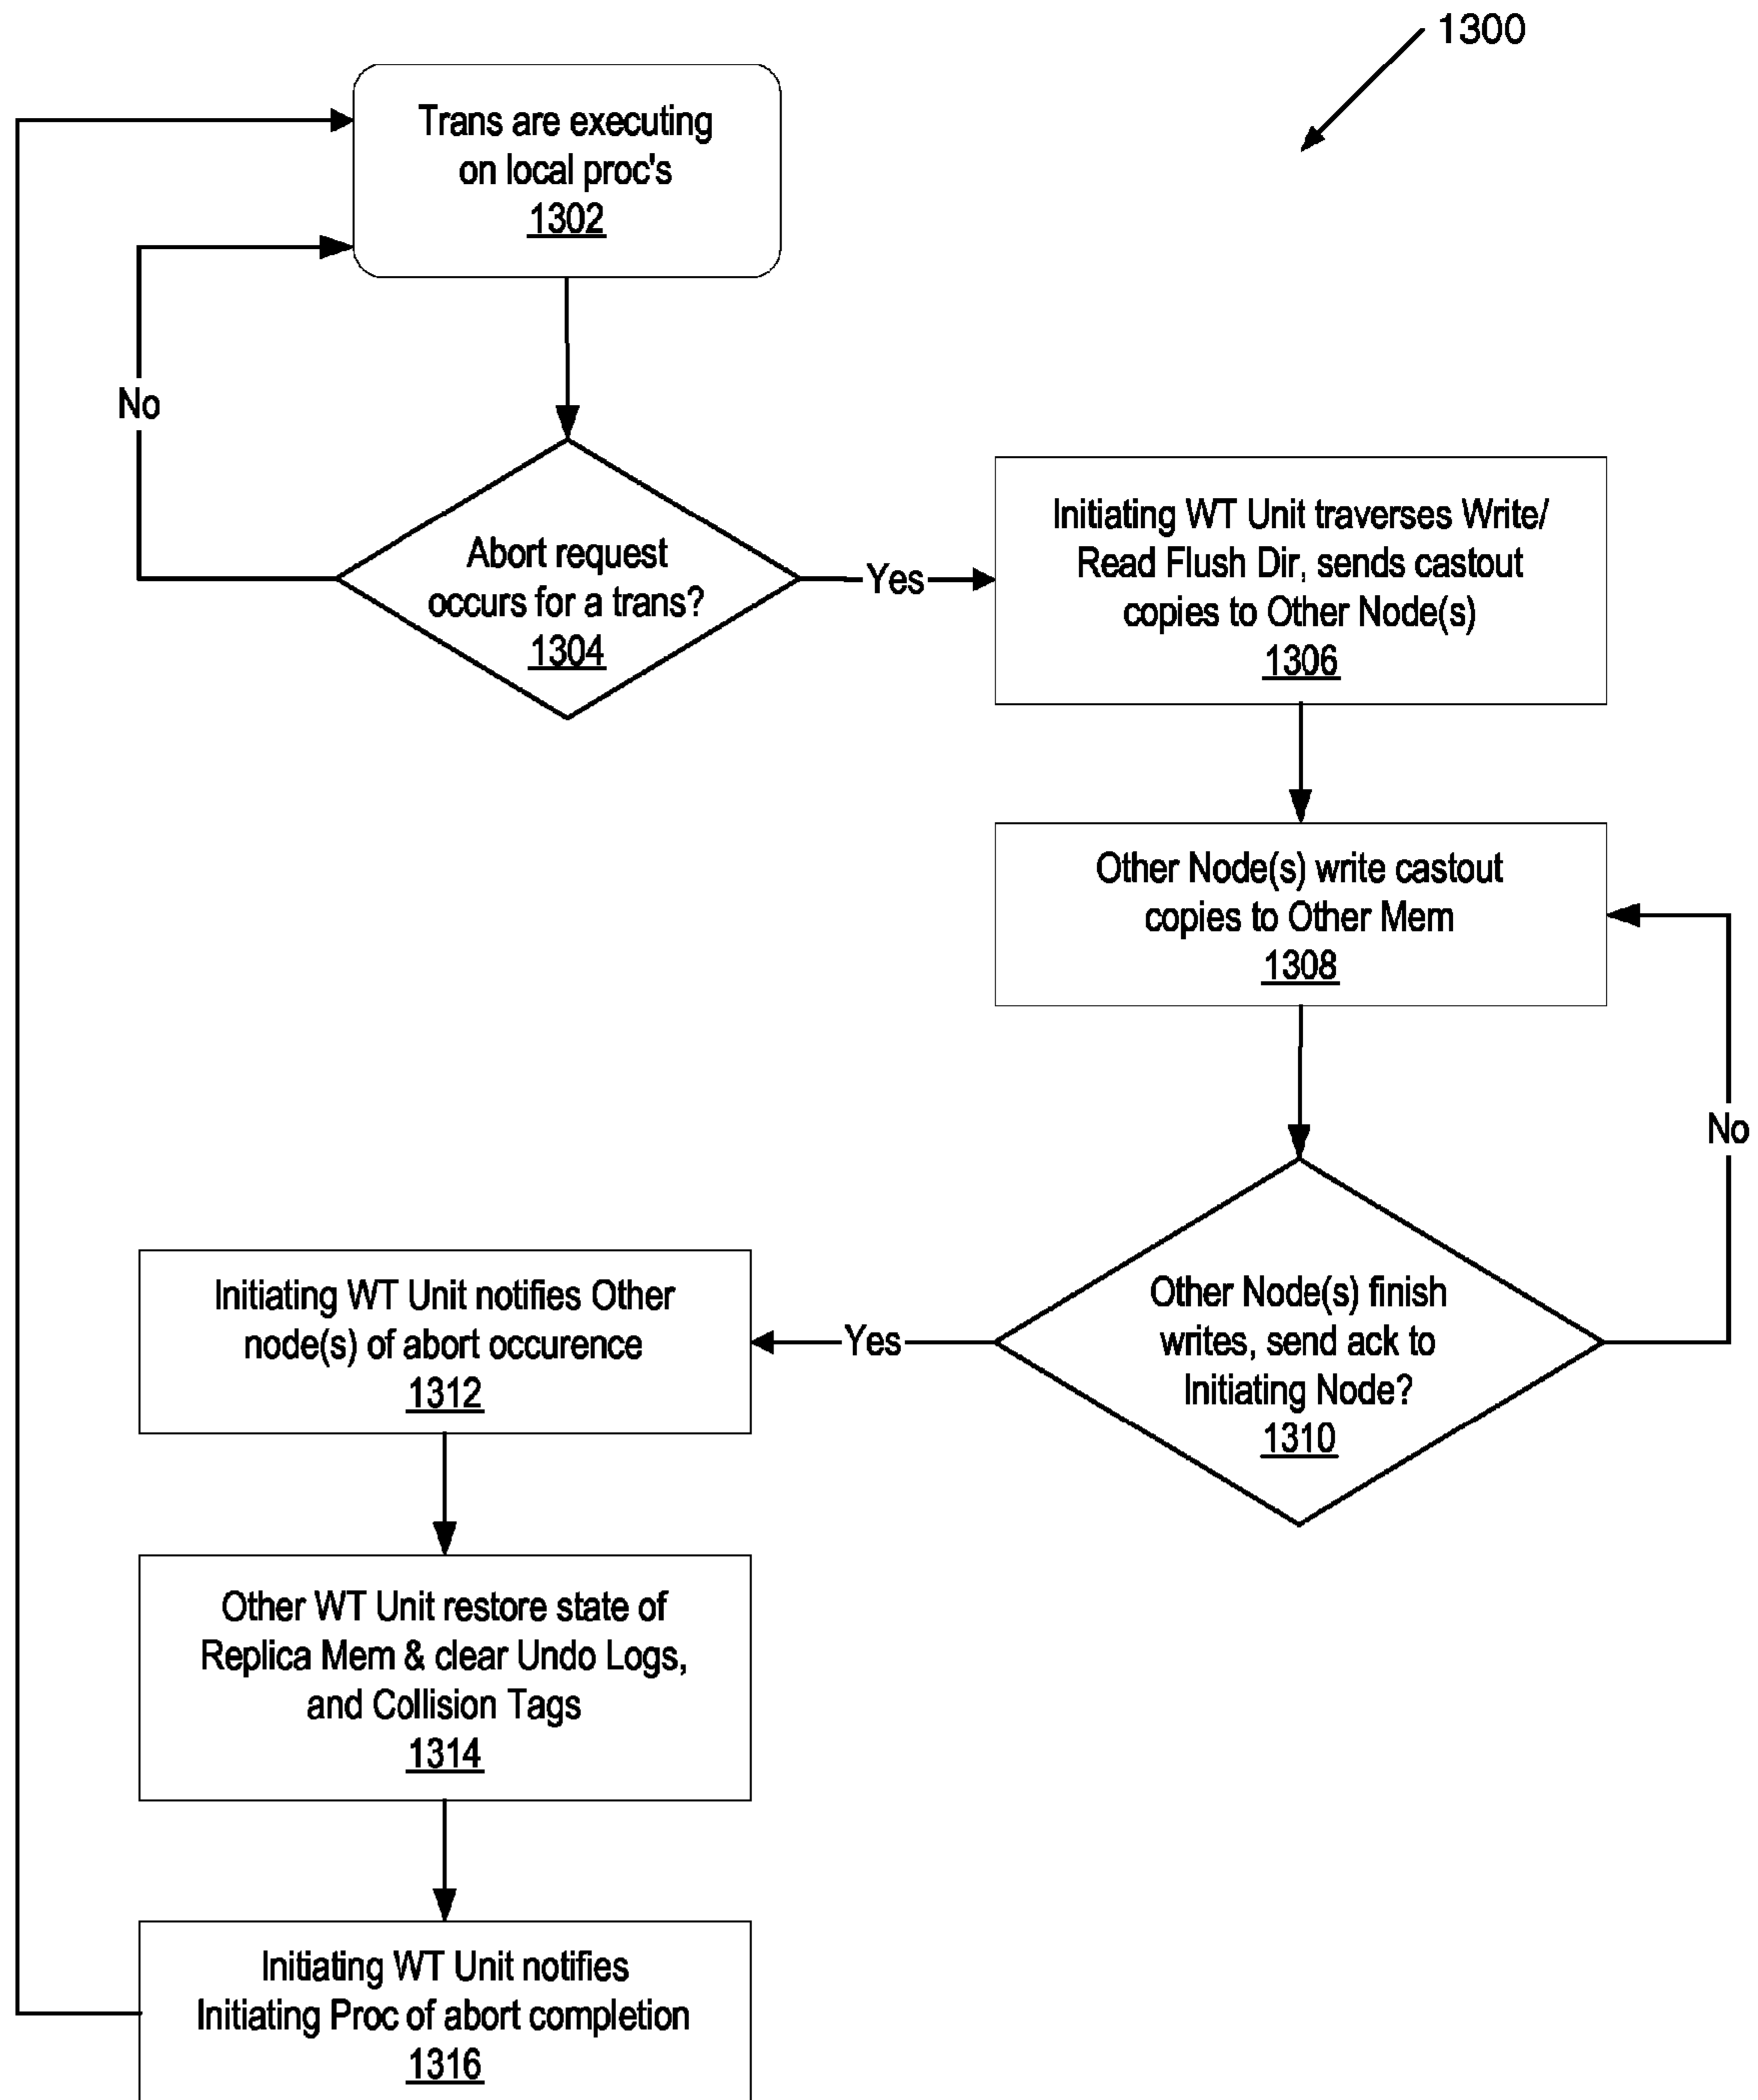 1300
Trans are executing
on local proc's
1302
No
Abort request
occurs for a trans?
1304
Yes
Initiating WT Unit traverses Write/
Read Flush Dir, sends castout
copies to Other Node(s)
1306
Other Node(s) write castout
copies to Other Mem
1308
No
Other Node(s) finish
writes, send ack to
Initiating Node?
1310
Yes
Initiating WT Unit notifies Other
node(s) of abort occurence
1312
Other WT Unit restore state of
Replica Mem & clear Undo Logs,
and Collision Tags
1314
Initiating WT Unit notifies
Initiating Proc of abort completion
1316